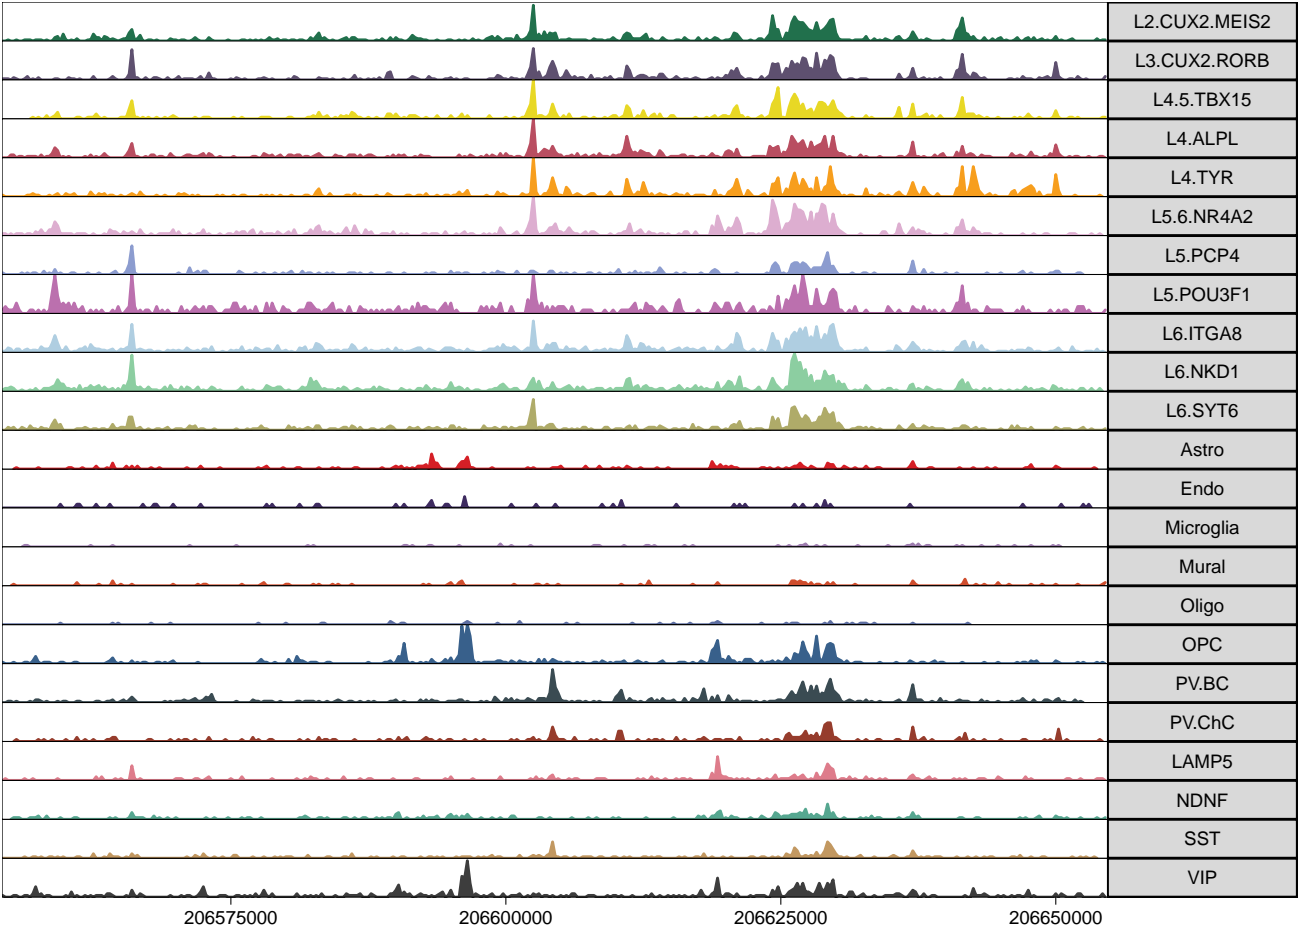 L2.CUX2.MEIS2
L3.CUX2.RORB
L4.5.TBX15
L4.ALPL
L4.TYR
L5.6.NR4A2
L5.PCP4
L5.POU3F1
L6.ITGA8
L6.NKD1
L6.SYT6
Astro
Endo
Microglia
Mural
Oligo
OPC
PV.BC
PV.ChC
LAMP5
NDNF
SST
VIP
206575000 206600000 206625000 206650000